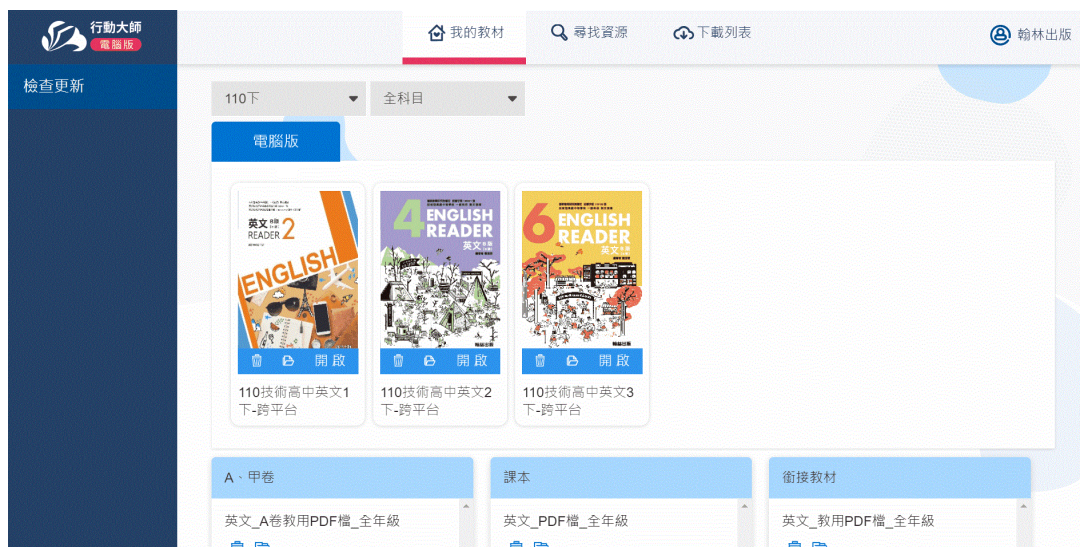 行動大師
電腦版
我的教材
尋找資源
下載列表
翰林出版
檢查更新
110下
全科目
電腦版
英文
READER 2
ENGLISH
開啟
110技術高中英文1
下-跨平台
4 ENGLISH
READER
英文
開啟
110技術高中英文2
下-跨平台
6 ENGLISH
READER
英文
翰林出版
開啟
110技術高中英文3
下-跨平台
A、甲卷
課本
銜接教材
英文_A卷教用PDF檔_全年級
英文_PDF檔_全年級
英文_教用PDF檔_全年級